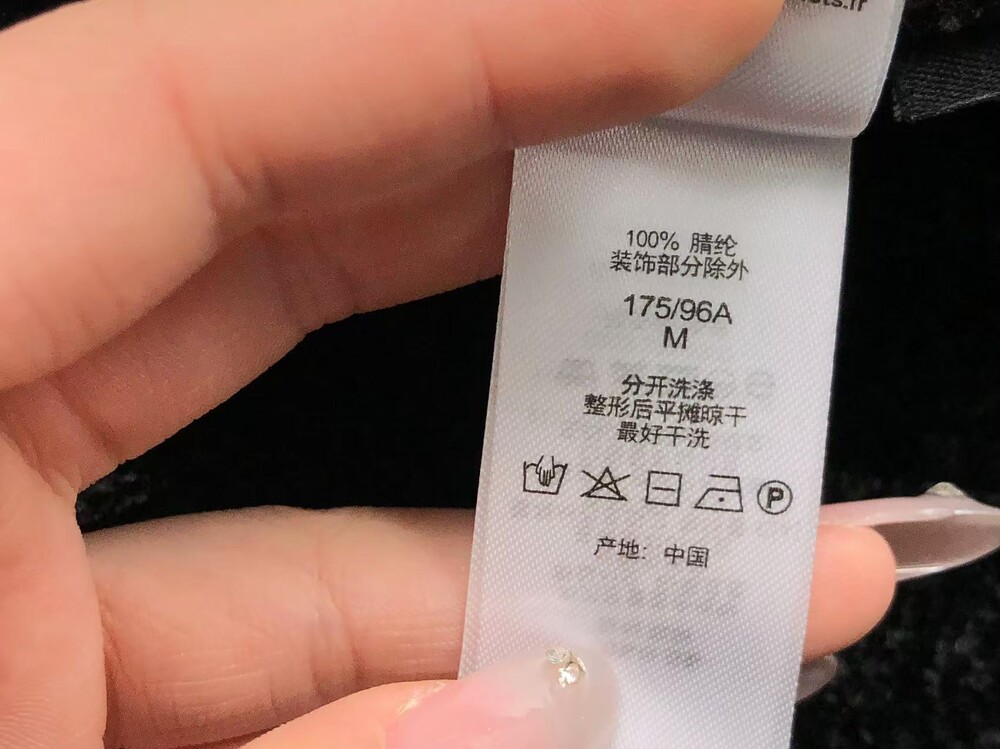 100% 腈纶
装饰部分除外
175/96A
M
分开洗涤
整形后平摊晾干
最好干洗
P
产地：中国